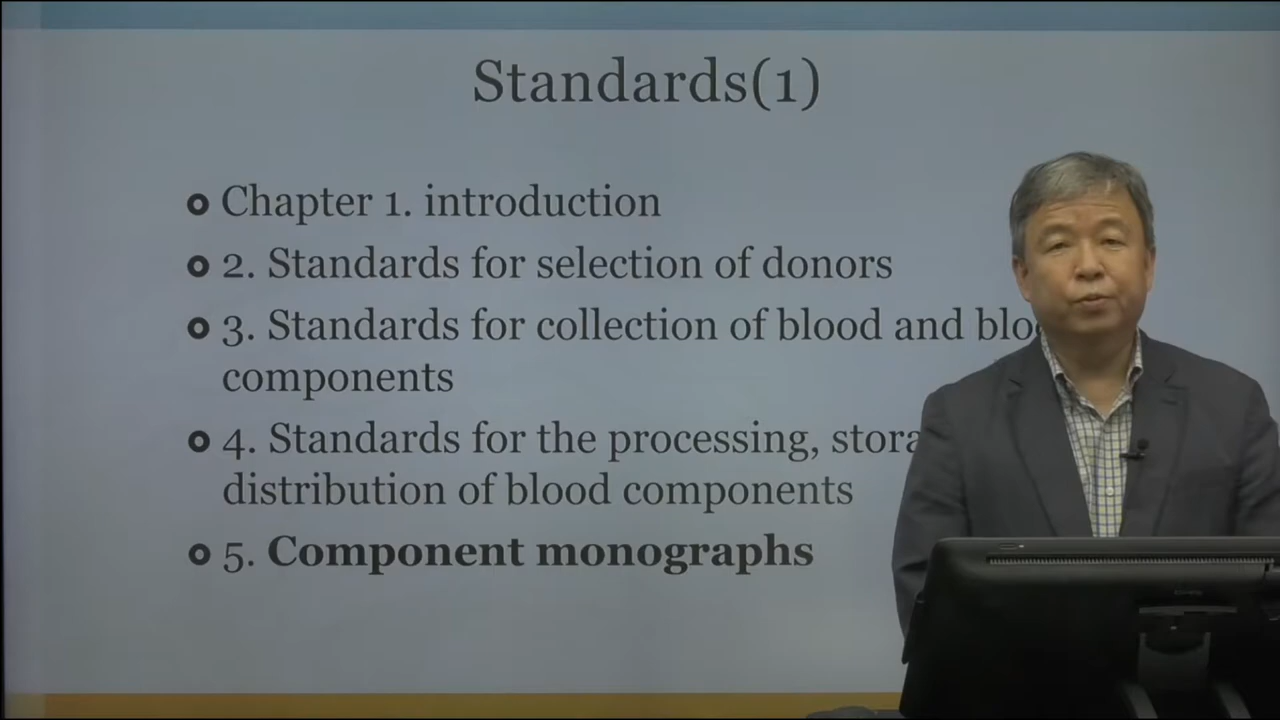 Standards(1)
Chapter 1. introduction
2. Standards for selection of donors
3. Standards for collection of blood and
components
4. Standards for the processing,
distribution of blood components
5. Component monographs